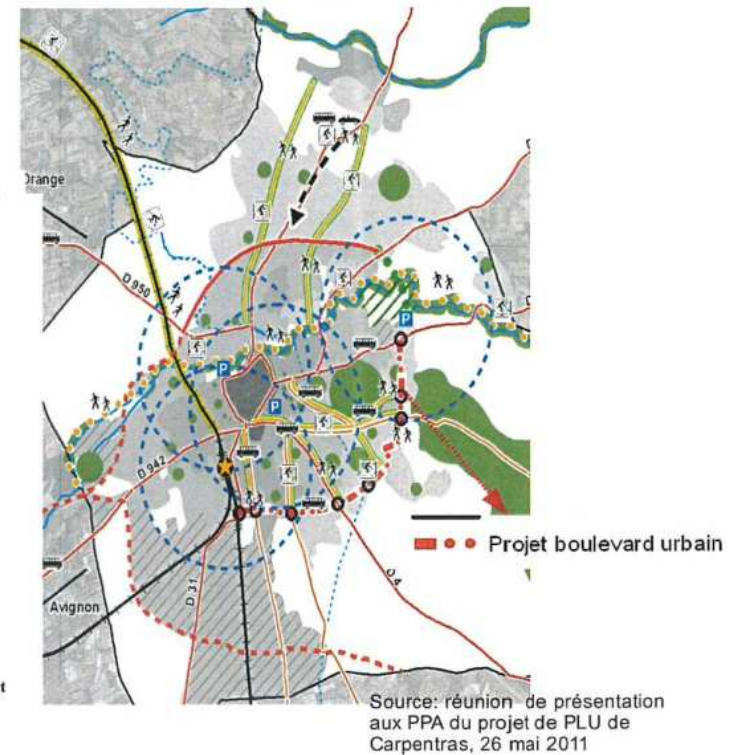 Orange
D 950
P
P
P
D 942
Avignon
D 31
D 4
Projet boulevard urbain
Source: réunion de présentation
aux PPA du projet de PLU de
Carpentras, 26 mai 2011